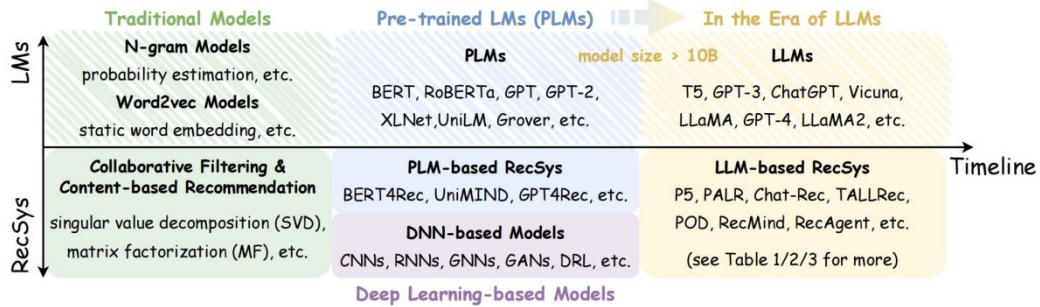 Traditional Models
Pre-trained LMs (PLMs)
In the Era of LLMs
LMs
N-gram Models
probability estimation, etc.
Word2vec Models
static word embedding, etc.
PLMs
BERT, RoBERTa, GPT, GPT-2,
XLNet,UniLM, Grover, etc.
model size > 10B
LLMs
T5, GPT-3, ChatGPT, Vicuna,
LLaMA, GPT-4, LLaMA2, etc.
Timeline
RecSys
Collaborative Filtering &
Content-based Recommendation
singular value decomposition (SVD),
matrix factorization (MF), etc.
PLM-based RecSys
BERT4Rec, UniMIND, GPT4Rec, etc.
DNN-based Models
CNNs, RNNs, GNNs, GANs, DRL, etc.
LLM-based RecSys
P5, PALR, Chat-Rec, TALLRec,
POD, RecMind, RecAgent, etc.
(see Table 1/2/3 for more)
Deep Learning-based Models